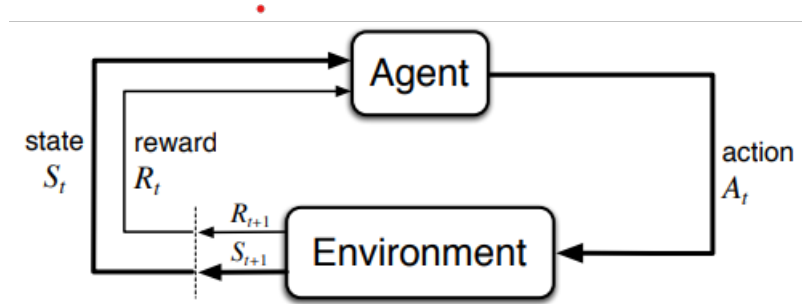 Agent
state
S_t
reward
R_t
action
A_t
R_{t+1}
S_{t+1}
Environment